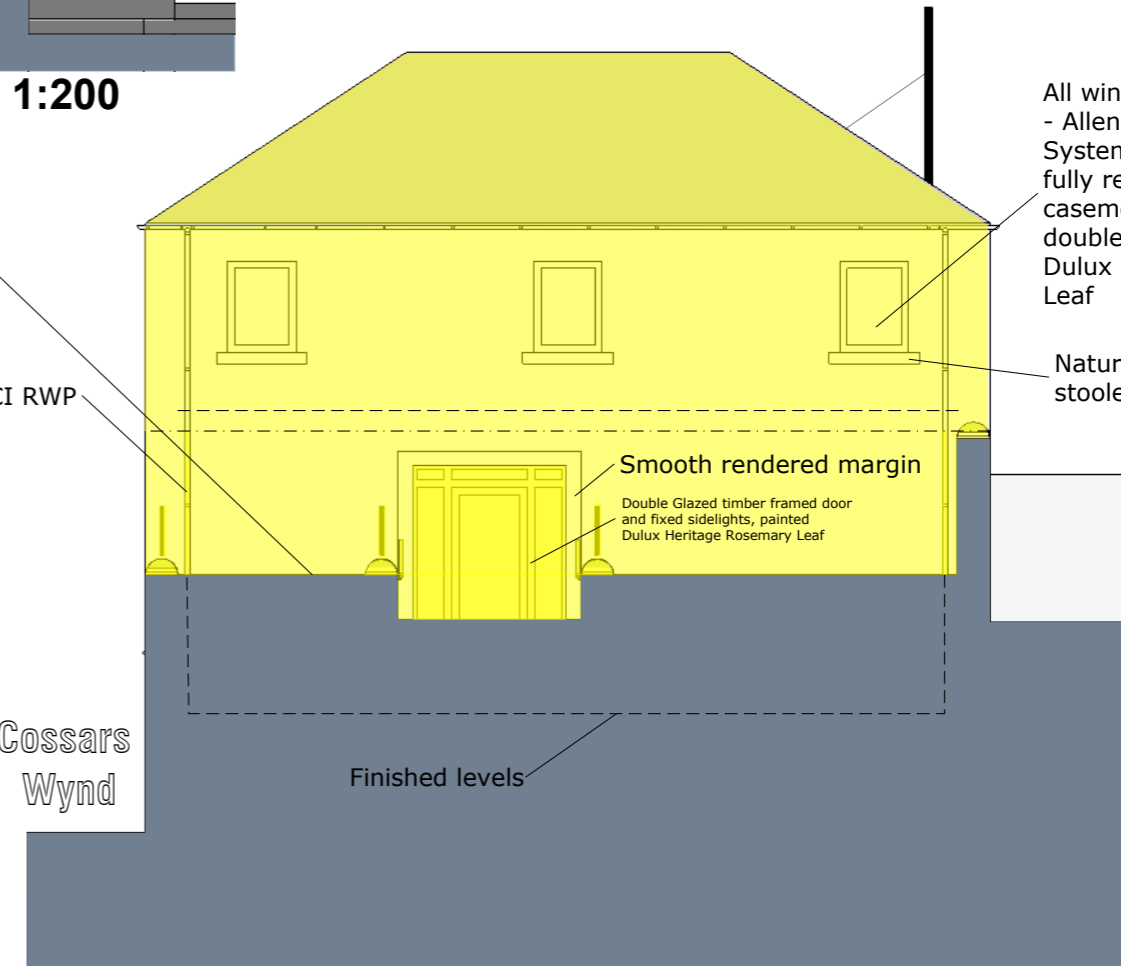 1:200
All win
- Allen
System
fully re
casem
double
Dulux
Leaf
Natur
stoole
CI RWP
Smooth rendered margin
Double Glazed timber framed door
and fixed sidelights, painted
Dulux Heritage Rosemary Leaf
Cossars
Wynd
Finished levels